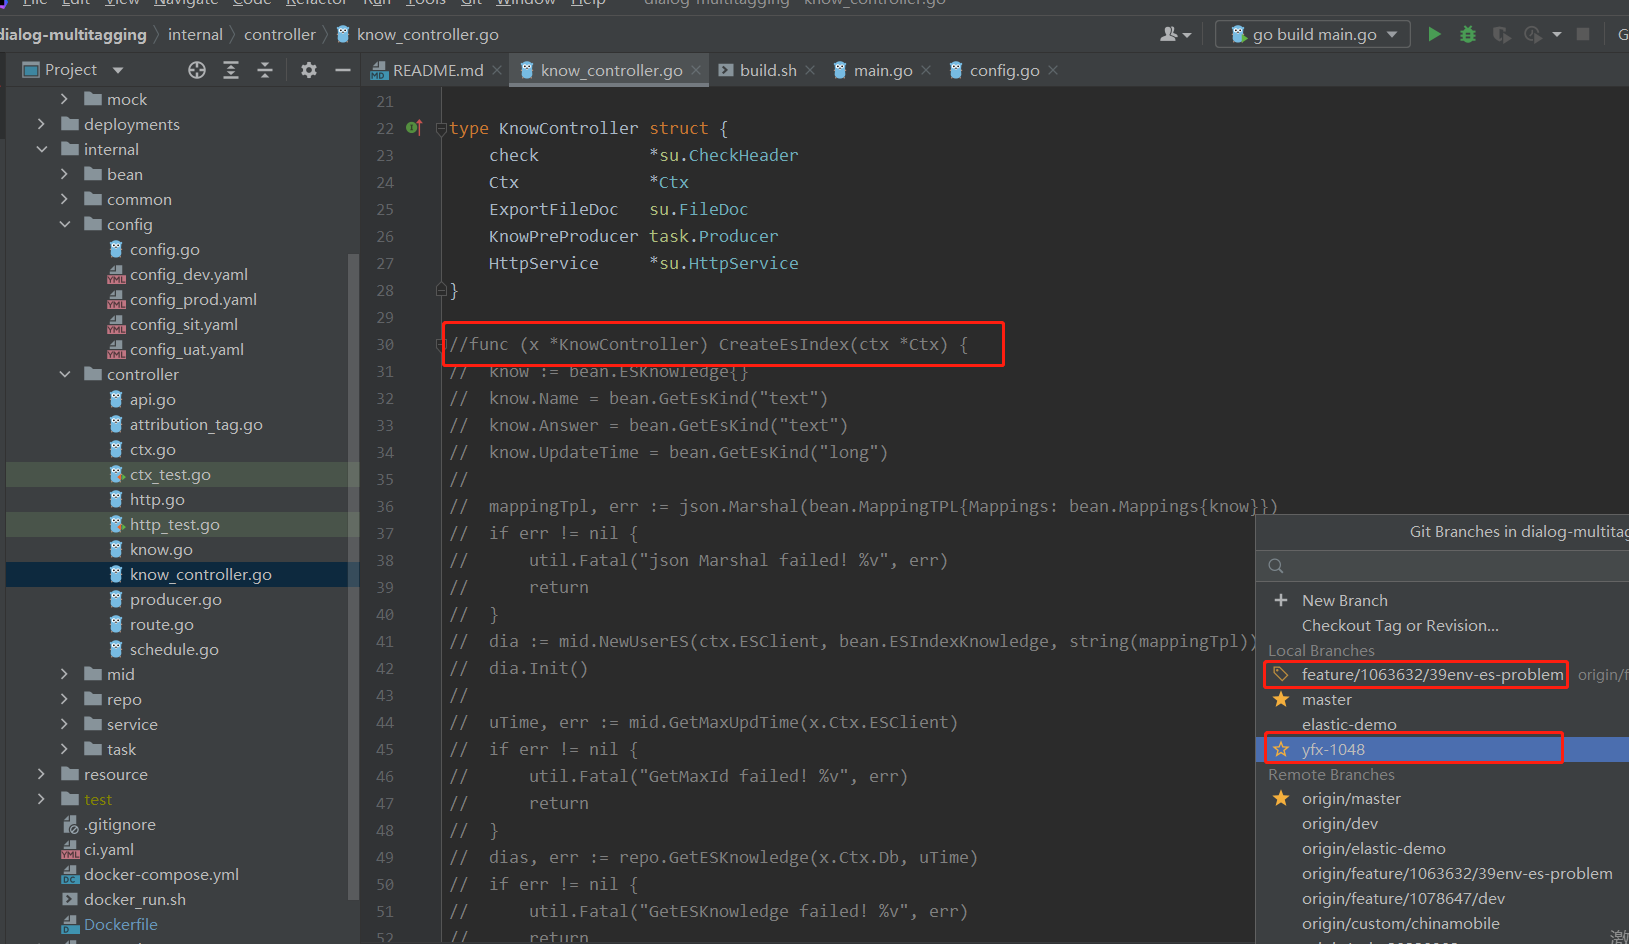 File Edit View Navigate Code Refactor Run Tools Git Window Help dialog-multitagging know_controller.go
dialog-multitagging internal controller know_controller.go
go build main.go
G
Project
README.md know_controller.go build.sh main.go config.go
mock
deployments
internal
bean
common
config
config.go
config_dev.yaml
config_prod.yaml
config_sit.yaml
config_uat.yaml
controller
api.go
attribution_tag.go
ctx.go
ctx_test.go
http.go
http_test.go
know.go
know_controller.go
producer.go
route.go
schedule.go
mid
repo
service
task
resource
test
.gitignore
ci.yaml
docker-compose.yml
docker_run.sh
Dockerfile
21
22 type KnowController struct {
23 check *su.CheckHeader
24 Ctx *Ctx
25 ExportFileDoc su.FileDoc
26 KnowPreProducer task.Producer
27 HttpService *su.HttpService
28 }
29
30 //func (x *KnowController) CreateEsIndex(ctx *Ctx) {
31 // know := bean.ESKnowledge{}
32 // know.Name = bean.GetEsKind("text")
33 // know.Answer = bean.GetEsKind("text")
34 // know.UpdateTime = bean.GetEsKind("long")
35 //
36 // mappingTpl, err := json.Marshal(bean.MappingTPL{Mappings: bean.Mappings{know}})
37 // if err != nil {
38 // util.Fatal("json Marshal failed! %v", err)
39 // return
40 // }
41 // dia := mid.NewUserES(ctx.ESClient, bean.ESIndexKnowledge, string(mappingTpl))
42 // dia.Init()
43 //
44 // uTime, err := mid.GetMaxUpdTime(x.Ctx.ESClient)
45 // if err != nil {
46 // util.Fatal("GetMaxId failed! %v", err)
47 // return
48 // }
49 // dias, err := repo.GetESKnowledge(x.Ctx.Db, uTime)
50 // if err != nil {
51 // util.Fatal("GetESKnowledge failed! %v", err)
52 // return
Git Branches in dialog-multitag
New Branch
Checkout Tag or Revision...
Local Branches
feature/1063632/39env-es-problem origin/f
master
elastic-demo
yfx-1048
Remote Branches
origin/master
origin/dev
origin/elastic-demo
origin/feature/1063632/39env-es-problem
origin/feature/1078647/dev
origin/custom/chinamobile
激